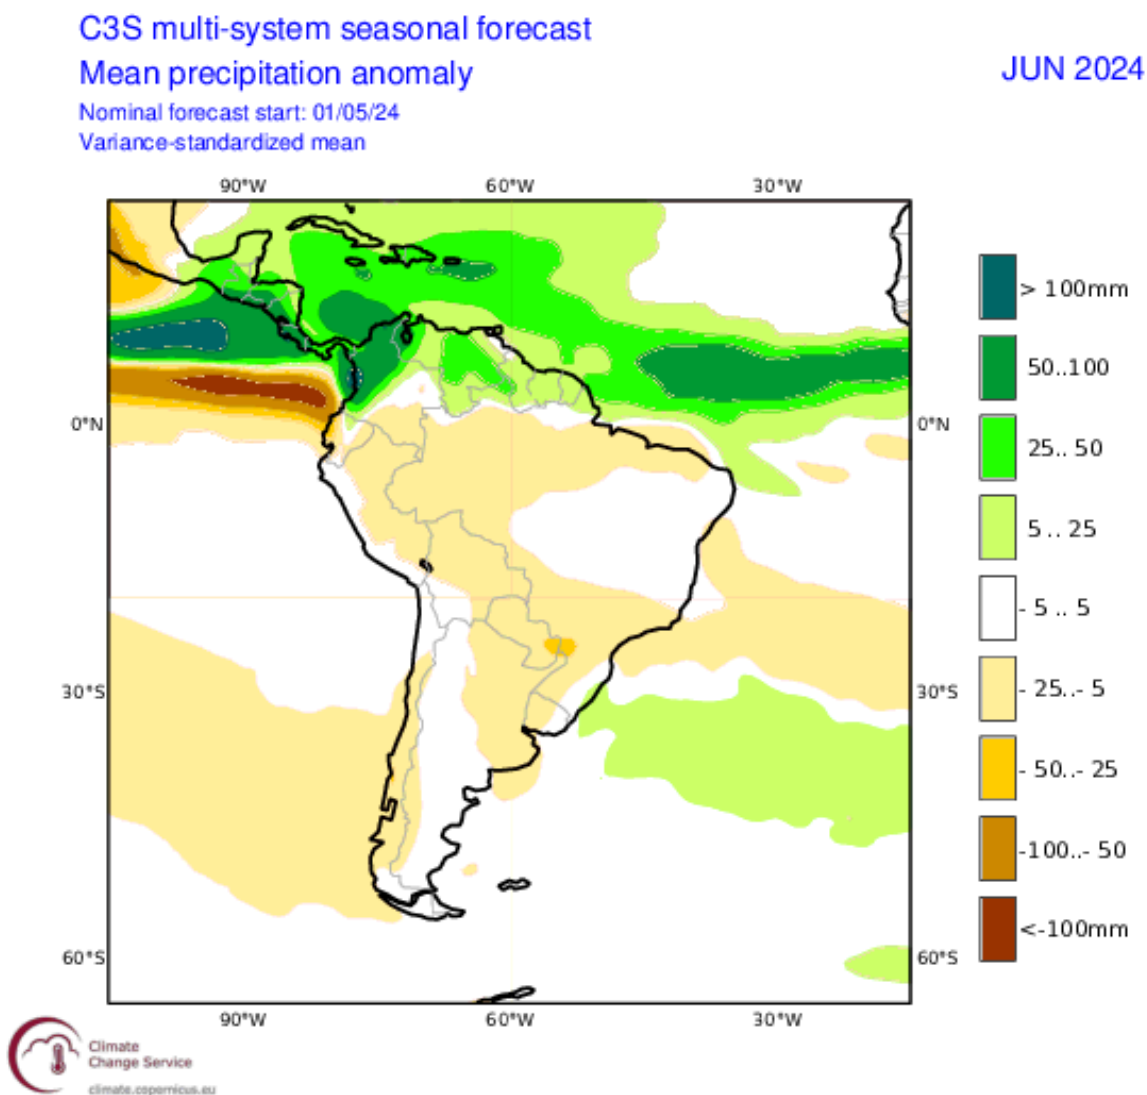 C3S multi-system seasonal forecast
Mean precipitation anomaly
JUN 2024
Nominal forecast start: 01/05/24
Variance-standardized mean
90°W 60°W 30°W
> 100mm
50..100
0°N 0°N
25.. 50
5 .. 25
- 5 .. 5
30°S 30°S
- 25..- 5
- 50..- 25
-100..- 50
<-100mm
60°S 60°S
90°W 60°W 30°W
Climate
Change Service
climate.copernicus.eu